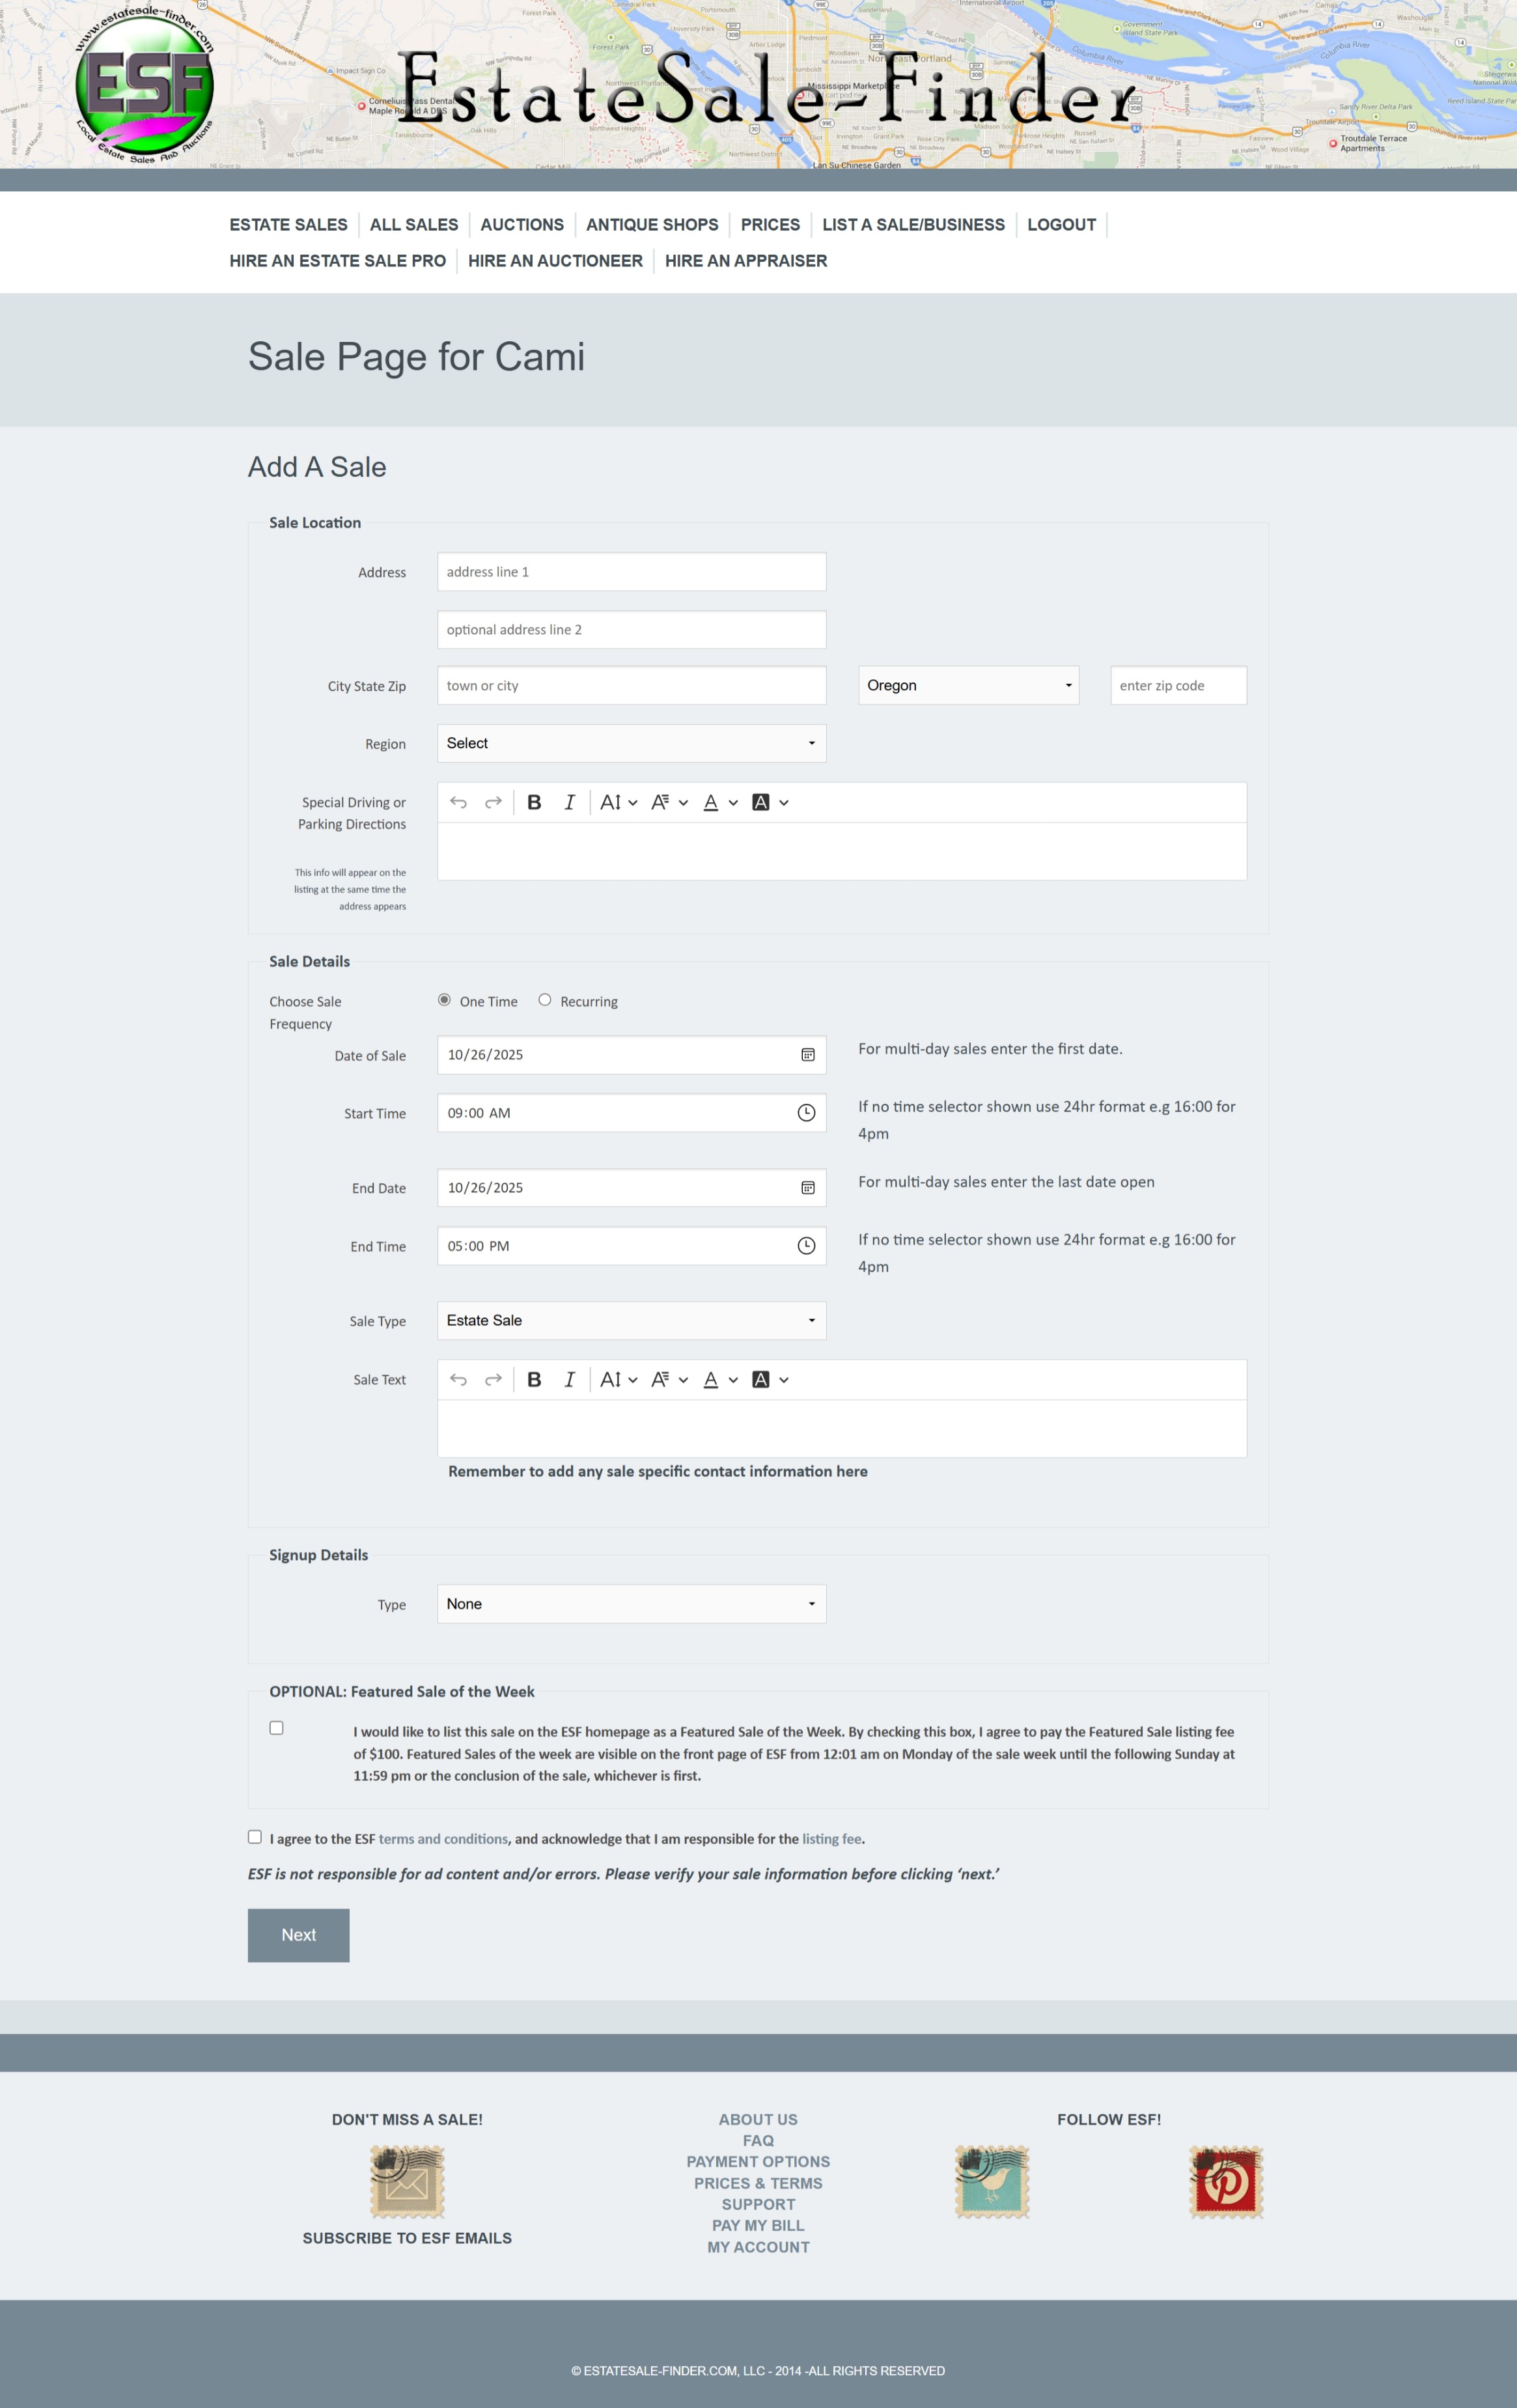 www.estatesale-finder.com
ESF
Local Estate Sales And Auctions
EstateSale-Finder
ESTATE SALES
ALL SALES
AUCTIONS
ANTIQUE SHOPS
PRICES
LIST A SALE/BUSINESS
LOGOUT
HIRE AN ESTATE SALE PRO
HIRE AN AUCTIONEER
HIRE AN APPRAISER
Sale Page for Cami
Add A Sale
Sale Location
Address
address line 1
optional address line 2
City State Zip
town or city
Oregon
enter zip code
Region
Select
Special Driving or
Parking Directions
This info will appear on the
listing at the same time the
address appears
Sale Details
Choose Sale
Frequency
One Time
Recurring
Date of Sale
10/26/2025
For multi-day sales enter the first date.
Start Time
09:00 AM
If no time selector shown use 24hr format e.g 16:00 for
4pm
End Date
10/26/2025
For multi-day sales enter the last date open
End Time
05:00 PM
If no time selector shown use 24hr format e.g 16:00 for
4pm
Sale Type
Estate Sale
Sale Text
Remember to add any sale specific contact information here
Signup Details
Type
None
OPTIONAL: Featured Sale of the Week
I would like to list this sale on the ESF homepage as a Featured Sale of the Week. By checking this box, I agree to pay the Featured Sale listing fee
of $100. Featured Sales of the week are visible on the front page of ESF from 12:01 am on Monday of the sale week until the following Sunday at
11:59 pm or the conclusion of the sale, whichever is first.
I agree to the ESF terms and conditions, and acknowledge that I am responsible for the listing fee.
ESF is not responsible for ad content and/or errors. Please verify your sale information before clicking ‘next.’
Next
DON'T MISS A SALE!
SUBSCRIBE TO ESF EMAILS
ABOUT US
FAQ
PAYMENT OPTIONS
PRICES & TERMS
SUPPORT
PAY MY BILL
MY ACCOUNT
FOLLOW ESF!
© ESTATESALE-FINDER.COM, LLC - 2014 -ALL RIGHTS RESERVED